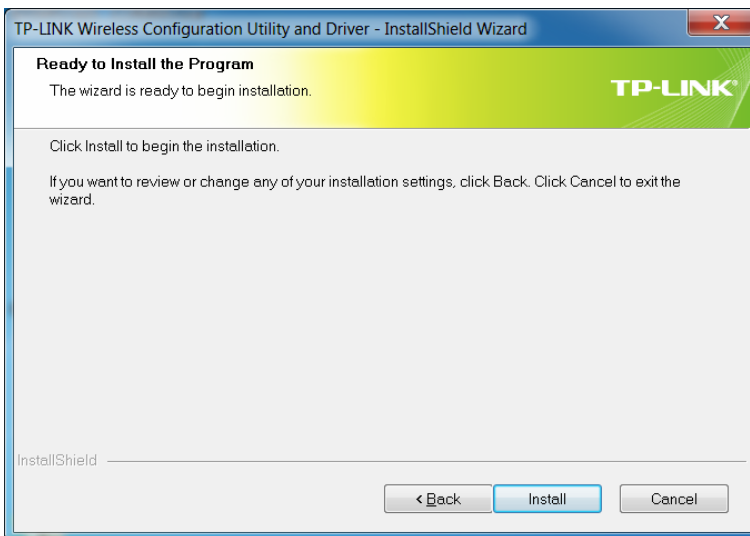 TP-LINK Wireless Configuration Utility and Driver - InstallShield Wizard
X
Ready to Install the Program
The wizard is ready to begin installation.
TP-LINK®
Click Install to begin the installation.
If you want to review or change any of your installation settings, click Back. Click Cancel to exit the
wizard.
InstallShield
< Back
Install
Cancel